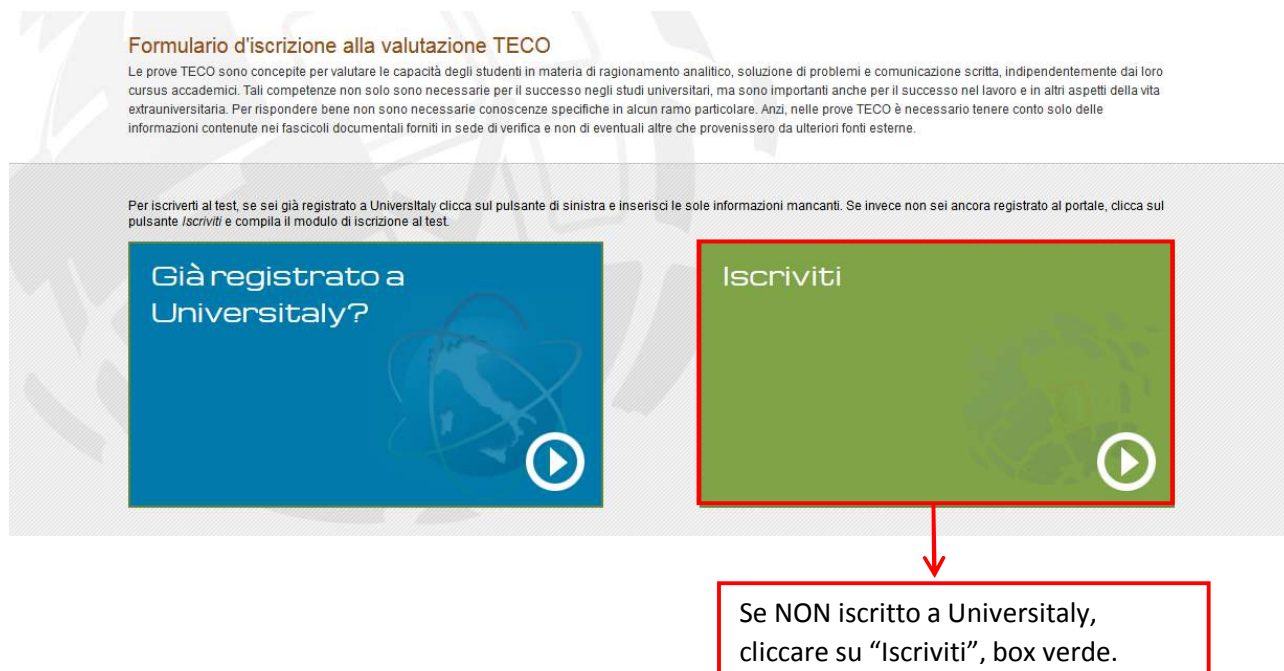 Formulario d'iscrizione alla valutazione TECO
Le prove TECO sono concepite per valutare le capacità degli studenti in materia di ragionamento analitico, soluzione di problemi e comunicazione scritta, indipendentemente dai loro
cursus accademici. Tali competenze non solo sono necessarie per il successo negli studi universitari, ma sono importanti anche per il successo nel lavoro e in altri aspetti della vita
extrauniversitaria. Per rispondere bene non sono necessarie conoscenze specifiche in alcun ramo particolare. Anzi, nelle prove TECO è necessario tenere conto solo delle
informazioni contenute nei fascicoli documentali forniti in sede di verifica e non di eventuali altre che provenissero da ulteriori fonti esterne.
Per iscriverti al test, se sei già registrato a UniversItaly clicca sul pulsante di sinistra e inserisci le sole informazioni mancanti. Se invece non sei ancora registrato al portale, clicca sul
pulsante Iscriviti e compila il modulo di iscrizione al test.
Già registrato a
Universitaly?
Iscriviti
Se NON iscritto a Universitaly,
cliccare su “Iscriviti”, box verde.